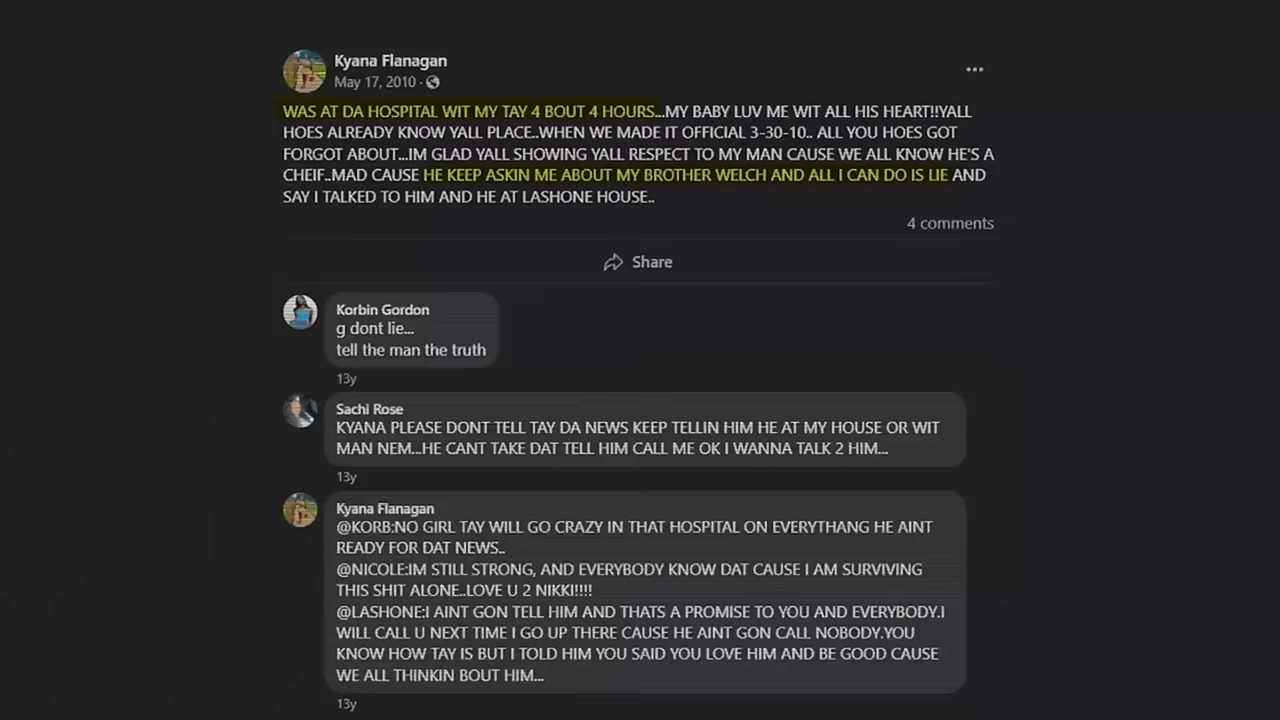 Kyana Flanagan
May 17, 2010 ·
WAS AT DA HOSPITAL WIT MY TAY 4 BOUT 4 HOURS...MY BABY LUV ME WIT ALL HIS HEART!!YALL
HOES ALREADY KNOW YALL PLACE..WHEN WE MADE IT OFFICIAL 3-30-10.. ALL YOU HOES GOT
FORGOT ABOUT...IM GLAD YALL SHOWING YALL RESPECT TO MY MAN CAUSE WE ALL KNOW HE'S A
CHEIF..MAD CAUSE HE KEEP ASKIN ME ABOUT MY BROTHER WELCH AND ALL I CAN DO IS LIE AND
SAY I TALKED TO HIM AND HE AT LASHONE HOUSE..
4 comments
Share
Korbin Gordon
g dont lie...
tell the man the truth
13y
Sachi Rose
KYANA PLEASE DONT TELL TAY DA NEWS KEEP TELLIN HIM HE AT MY HOUSE OR WIT
MAN NEM...HE CANT TAKE DAT TELL HIM CALL ME OK I WANNA TALK 2 HIM...
13y
Kyana Flanagan
@KORB:NO GIRL TAY WILL GO CRAZY IN THAT HOSPITAL ON EVERYTHANG HE AINT
READY FOR DAT NEWS..
@NICOLE:IM STILL STRONG, AND EVERYBODY KNOW DAT CAUSE I AM SURVIVING
THIS SHIT ALONE..LOVE U 2 NIKKI!!!!
@LASHONE:I AINT GON TELL HIM AND THATS A PROMISE TO YOU AND EVERYBODY.I
WILL CALL U NEXT TIME I GO UP THERE CAUSE HE AINT GON CALL NOBODY.YOU
KNOW HOW TAY IS BUT I TOLD HIM YOU SAID YOU LOVE HIM AND BE GOOD CAUSE
WE ALL THINKIN BOUT HIM...
13y